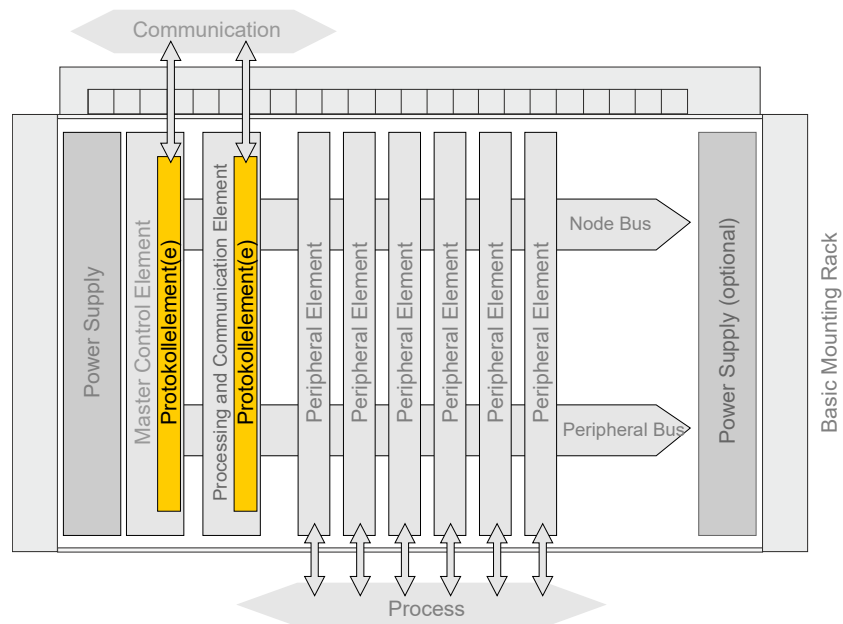 Communication
Power Supply
Master Control Element
Protokollelement(e)
Processing and Communication Element
Protokollelement(e)
Peripheral Element
Peripheral Element
Peripheral Element
Peripheral Element
Peripheral Element
Peripheral Element
Node Bus
Peripheral Bus
Power Supply (optional)
Basic Mounting Rack
Process